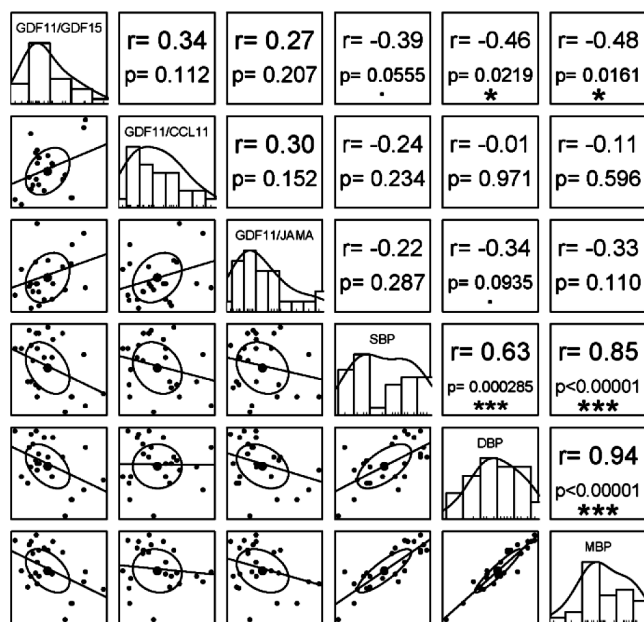 GDF11/GDF15
r= 0.34
p= 0.112
r= 0.27
p= 0.207
r= -0.39
p= 0.0555
.
r= -0.46
p= 0.0219
*
r= -0.48
p= 0.0161
*
GDF11/CCL11
r= 0.30
p= 0.152
r= -0.24
p= 0.234
r= -0.01
p= 0.971
r= -0.11
p= 0.596
GDF11/JAMA
r= -0.22
p= 0.287
r= -0.34
p= 0.0935
.
r= -0.33
p= 0.110
SBP
r= 0.63
p= 0.000285
***
r= 0.85
p<0.00001
***
DBP
r= 0.94
p<0.00001
***
MBP